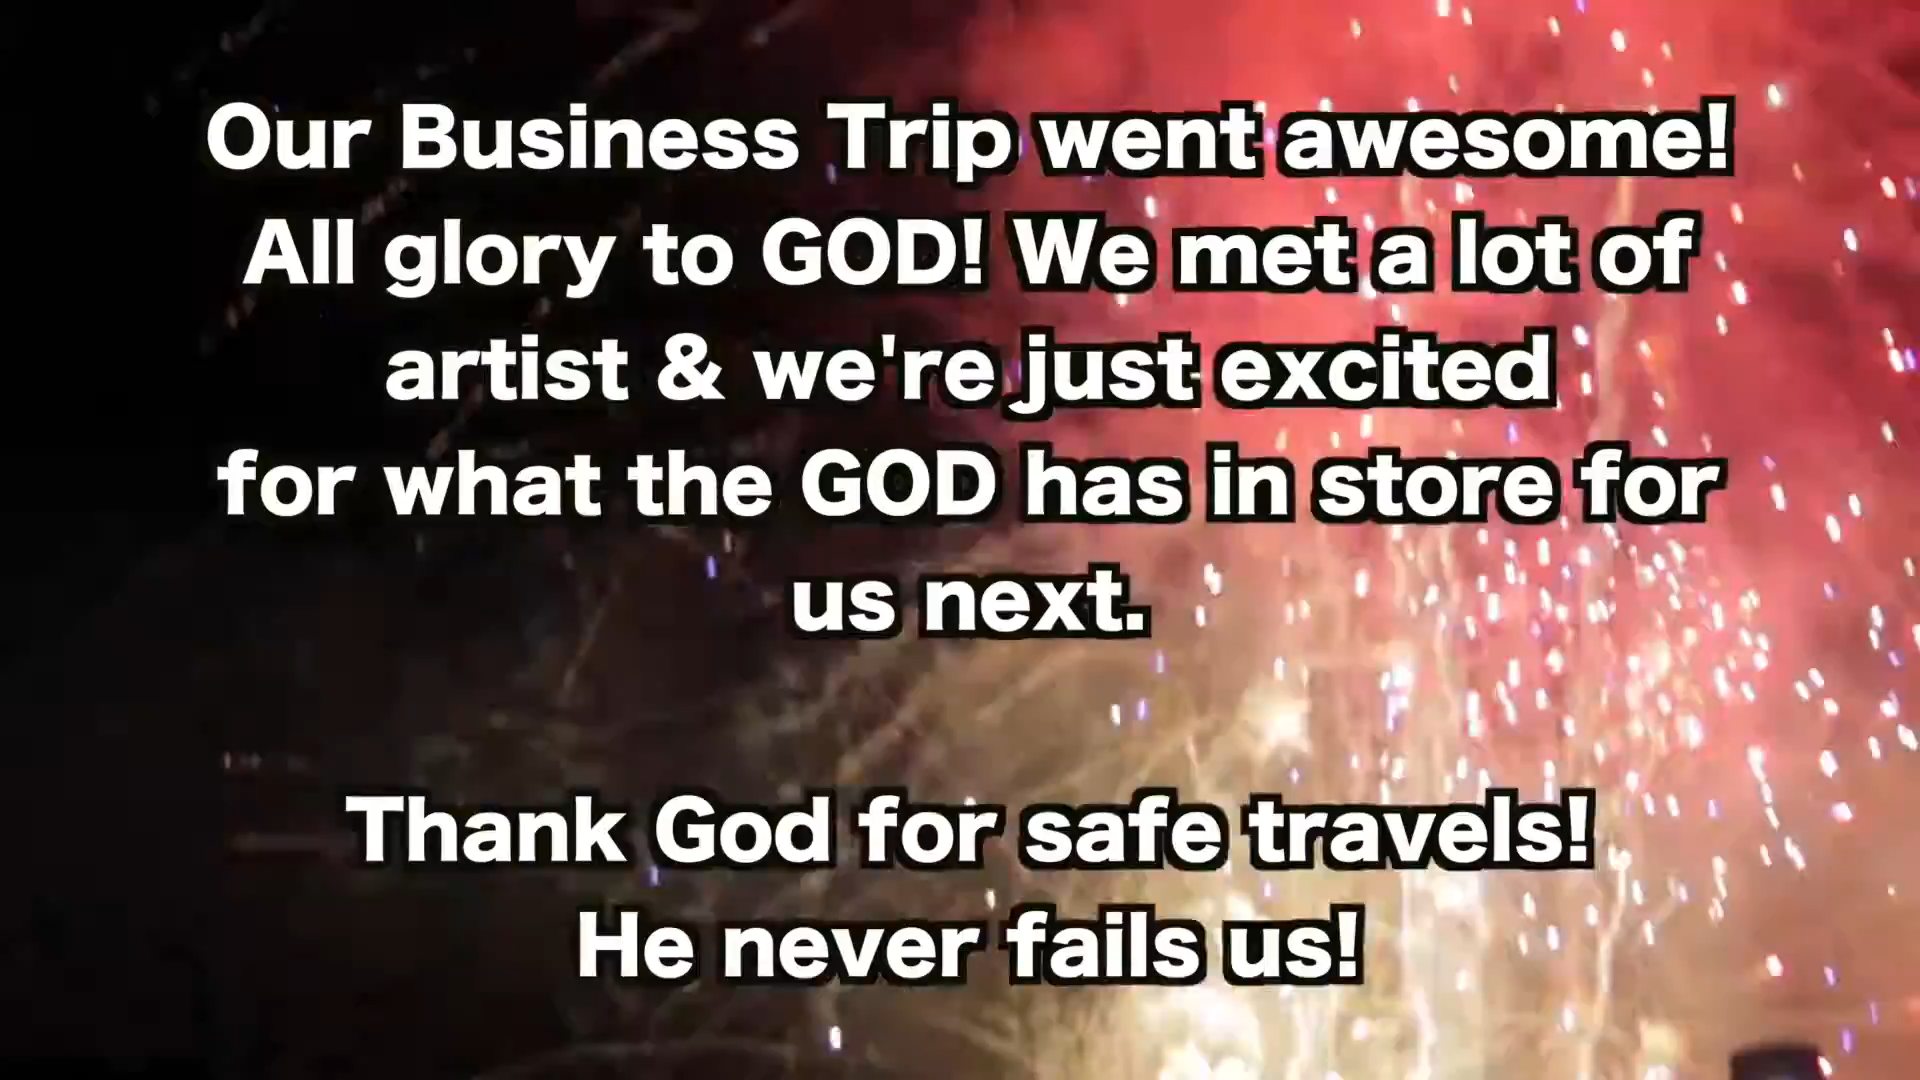 Our Business Trip went awesome!
All glory to GOD! We met a lot of
artist & we're just excited
for what the GOD has in store for
us next.
Thank God for safe travels!
He never fails us!